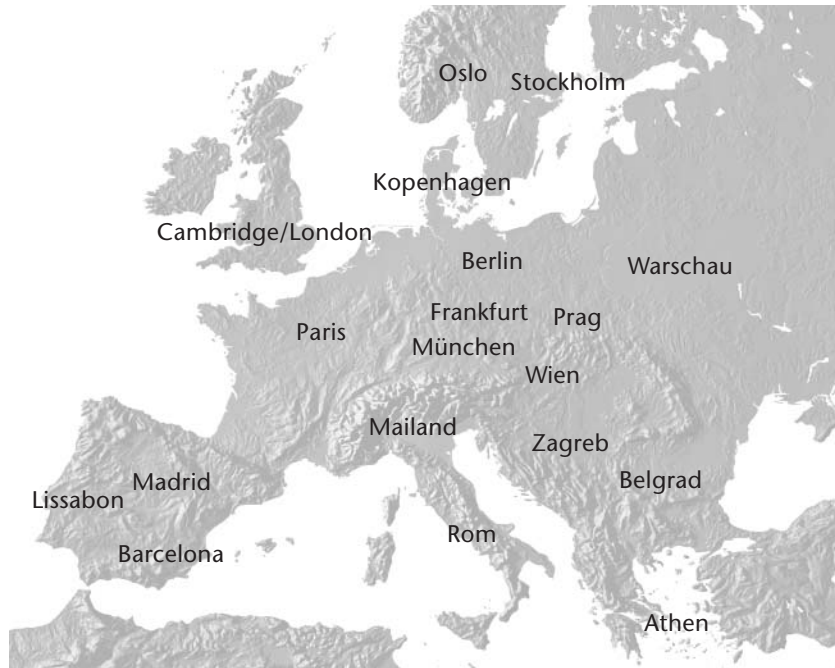 Oslo
Stockholm
Kopenhagen
Cambridge/London
Berlin
Warschau
Frankfurt
Prag
Paris
München
Wien
Mailand
Zagreb
Madrid
Belgrad
Lissabon
Rom
Barcelona
Athen